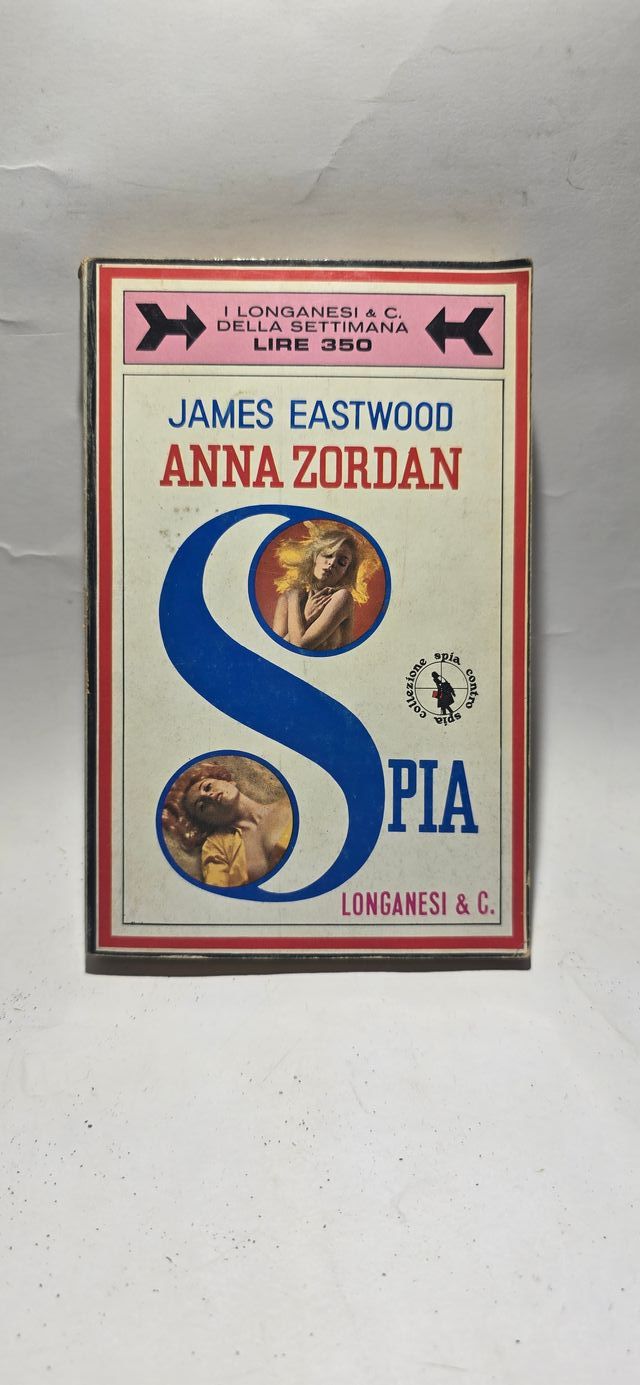 I LONGANESI & C.
DELLA SETTIMANA
LIRE 350
JAMES EASTWOOD
ANNA ZORDAN
SPIA
collezione spia contro spia
LONGANESI & C.